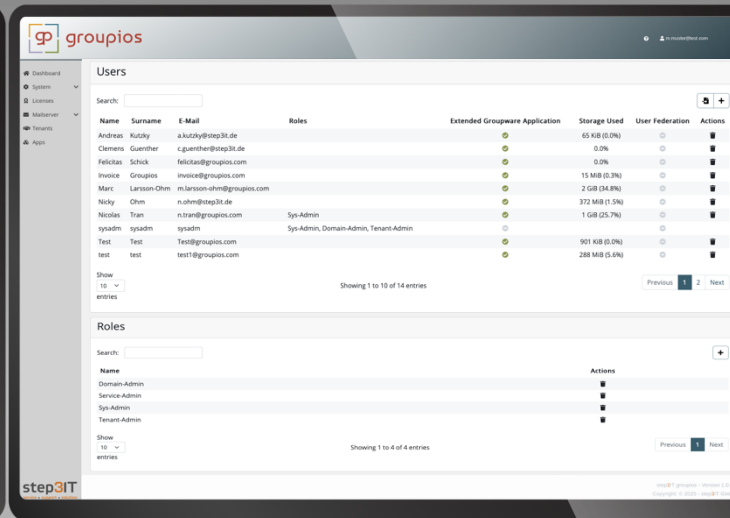 gp groupios
m.muster@test.com
Dashboard
System
Licenses
Mailserver
Tenants
Apps
Users
Search:
Name Surname E-Mail Roles Extended Groupware Application Storage Used User Federation Actions
Andreas Kutzky a.kutzky@step3it.de 65 KiB (0.0%)
Clemens Guenther c.guenther@step3it.de 0.0%
Felicitas Schick felicitas@groupios.com 0.0%
Invoice Groupios invoice@groupios.com 15 MiB (0.3%)
Marc Larsson-Ohm m.larsson-ohm@groupios.com 2 GiB (34.8%)
Nicky Ohm n.ohm@step3it.de 372 MiB (1.5%)
Nicolas Tran n.tran@groupios.com Sys-Admin 1 GiB (25.7%)
sysadm sysadm sysadm Sys-Admin, Domain-Admin, Tenant-Admin
Test Test Test@groupios.com 901 KiB (0.0%)
test test test1@groupios.com 288 MiB (5.6%)
Show
10
entries
Showing 1 to 10 of 14 entries
Previous 1 2 Next
Roles
Search:
Name Actions
Domain-Admin
Service-Admin
Sys-Admin
Tenant-Admin
Show
10
entries
Showing 1 to 4 of 4 entries
Previous 1 Next
step3IT
step3IT groupios - Version 1.0
Copyright ©